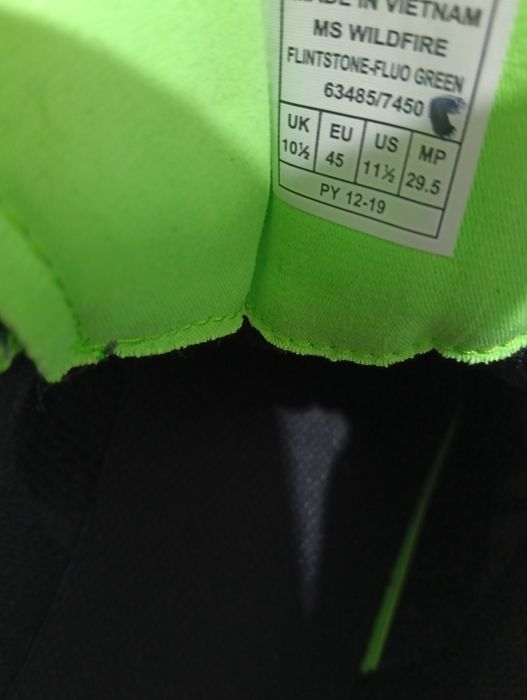 MADE IN VIETNAM
MS WILDFIRE
FLINTSTONE-FLUO GREEN
63485/7450
UK EU US MP
10½ 45 11½ 29.5
PY 12-19